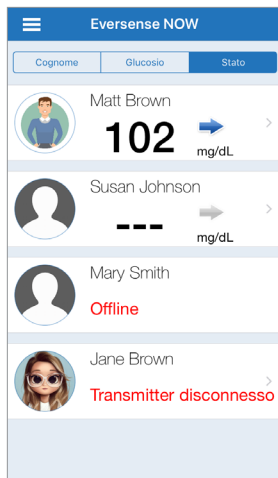 Eversense NOW
Cognome Glucosio Stato
Matt Brown
102
mg/dL
Susan Johnson
---
mg/dL
Mary Smith
Offline
Jane Brown
Transmitter disconnesso